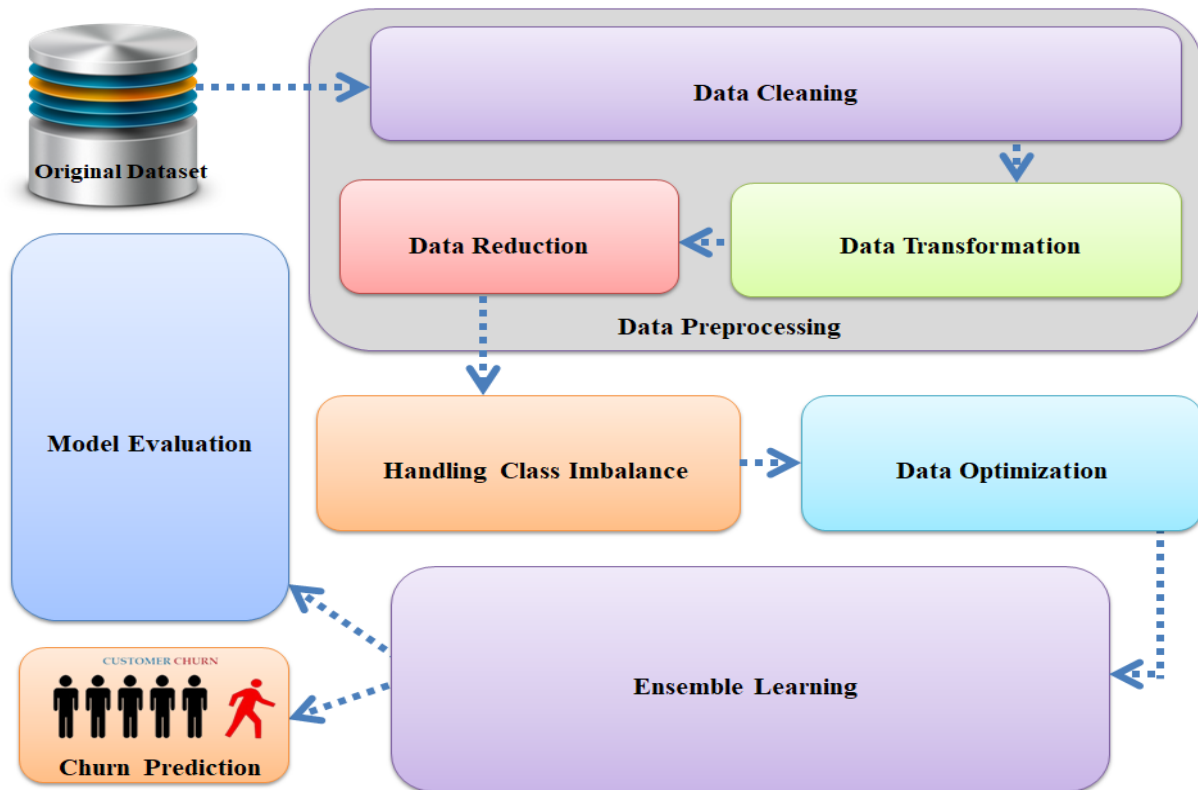 Original Dataset
Data Cleaning
Data Transformation
Data Reduction
Data Preprocessing
Handling Class Imbalance
Data Optimization
Ensemble Learning
Model Evaluation
CUSTOMER CHURN
Churn Prediction